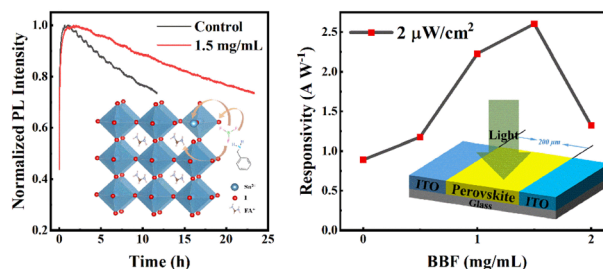 Normalized PL Intensity
1.0
0.8
0.6
0.4
0.2
0
5
10
15
20
25
Time (h)
Control
1.5 mg/mL
Sn²⁺
I
FA⁺
Responsivity (A W⁻¹)
2.5
2.0
1.5
1.0
0.5
0.0
0
1
2
BBF (mg/mL)
2 μW/cm²
Light
200 μm
ITO
Perovskite
ITO
Glass